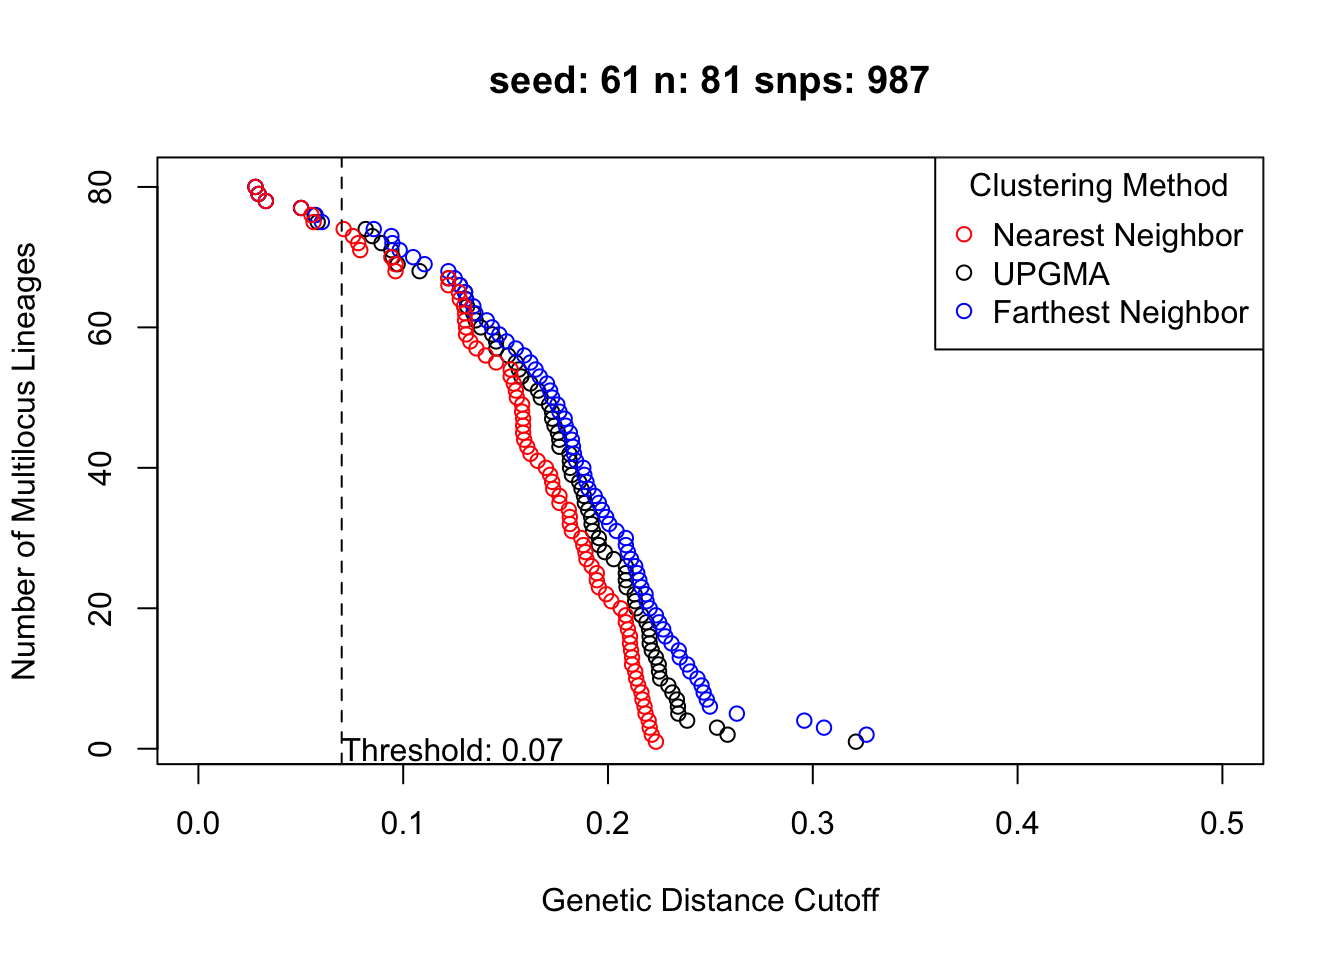 seed: 61 n: 81 snps: 987
Number of Multilocus Lineages
80
60
40
20
0
Clustering Method
Nearest Neighbor
UPGMA
Farthest Neighbor
Threshold: 0.07
0.0 0.1 0.2 0.3 0.4 0.5
Genetic Distance Cutoff